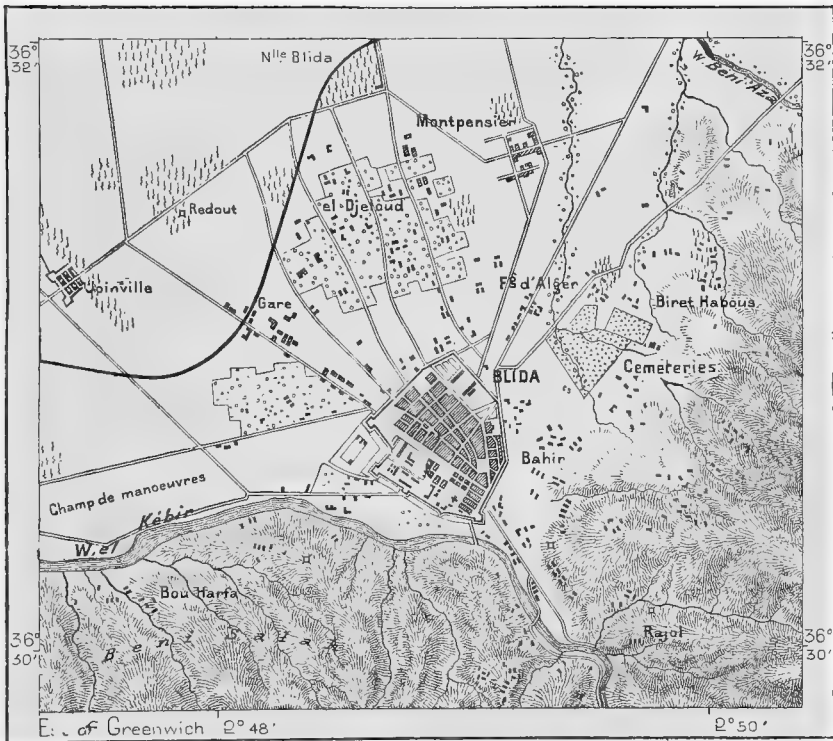 36° 32'
36° 32'
Nlle Blida
W. Beni Aza
Montpensier
el Djeloud
Redout
Joinville
Gare
Fg d'Alger
Biret Habous
BLIDA
Cemeteries
Bahir
Champ de manoeuvres
W. el Kébir
Bou Harfa
Beni Salah
Rajol
36° 30'
36° 30'
E. of Greenwich 2°48' 2°50'